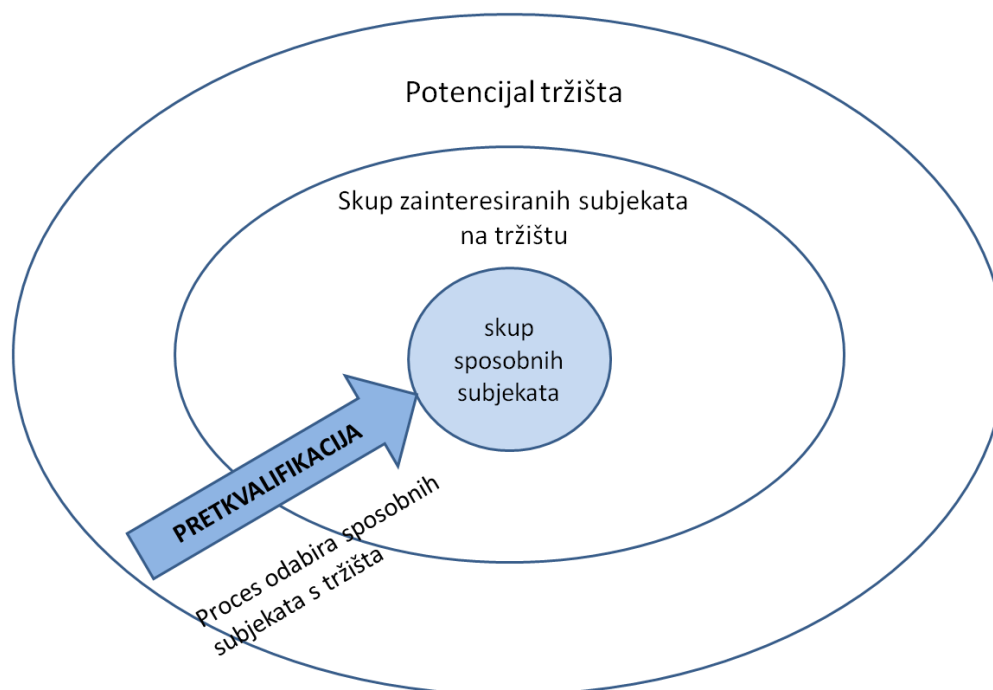 Potencijal tržišta
Skup zainteresiranih subjekata
na tržištu
skup
sposobnih
subjekata
PRETKVALIFIKACIJA
Proces odabira sposobnih
subjekata s tržišta